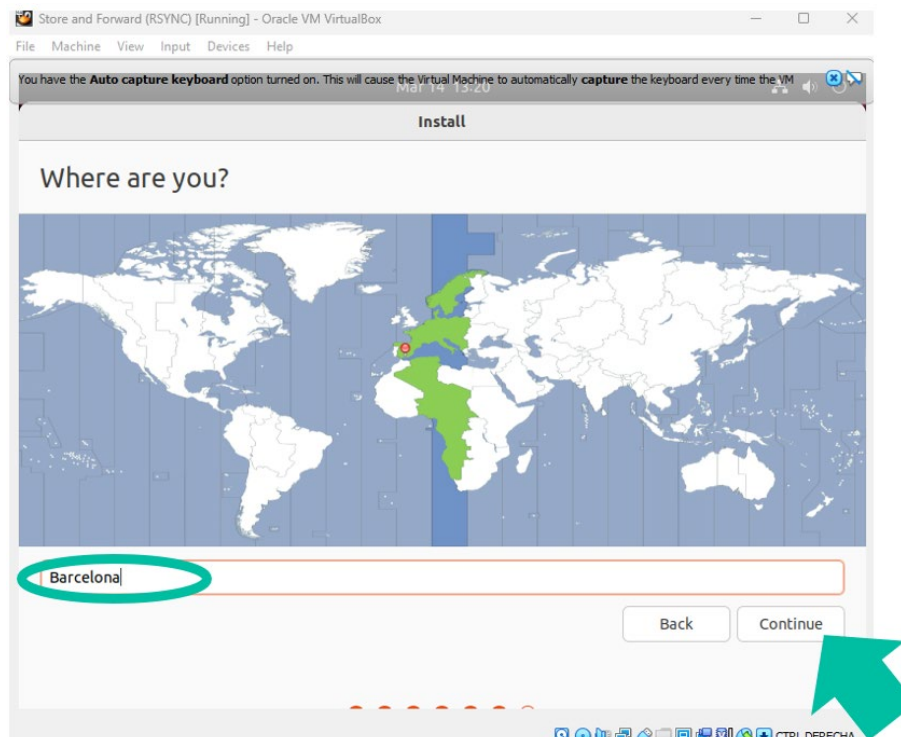 Store and Forward (RSYNC) [Running] - Oracle VM VirtualBox
File Machine View Input Devices Help
You have the Auto capture keyboard option turned on. This will cause the Virtual Machine to automatically capture the keyboard every time the VM
Mar 14 13:20
Install
Where are you?
Barcelona
Back Continue
CTRL DERECHA